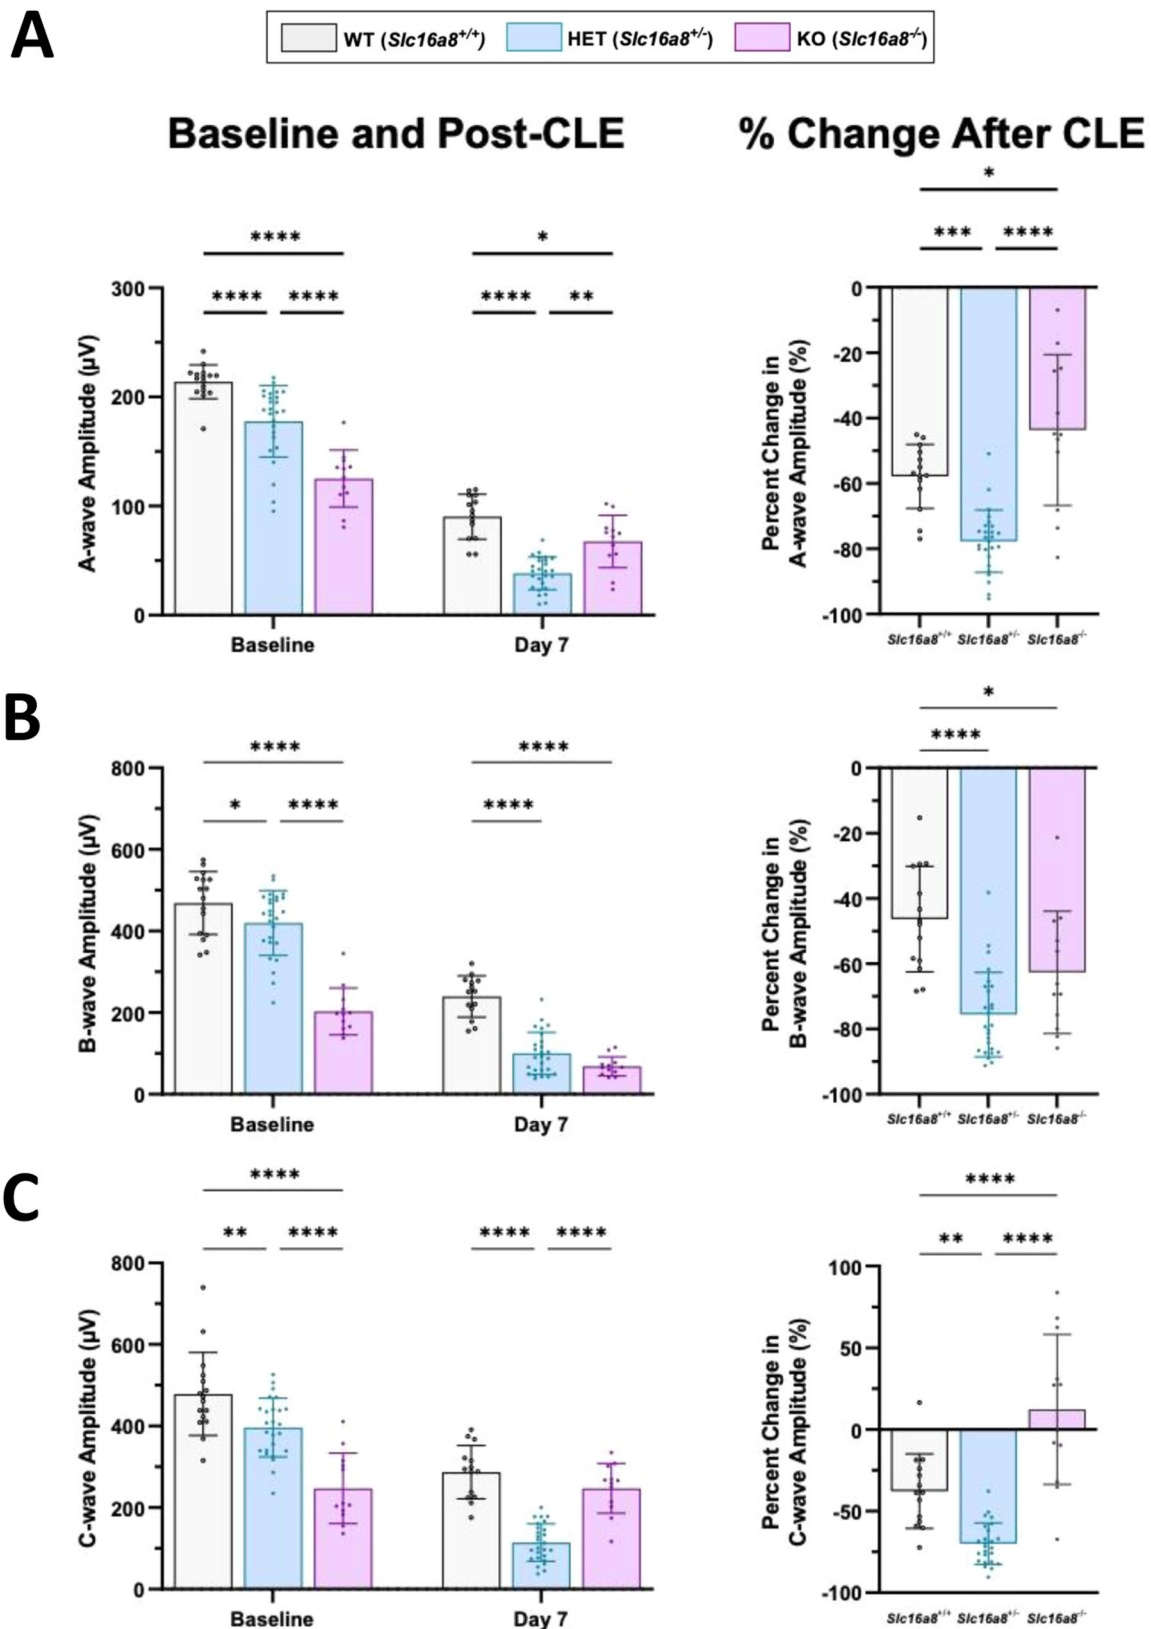 A
WT (Slc16a8+/+) HET (Slc16a8+/-) KO (Slc16a8-/-)
Baseline and Post-CLE
% Change After CLE
**** *
**** **** **** **
* *** ****
A-wave Amplitude (µV)
300
200
100
0
Baseline Day 7
Percent Change in
A-wave Amplitude (%)
0
-20
-40
-60
-80
-100
Slc16a8+/+ Slc16a8+/- Slc16a8-/-
B
**** ****
* **** ****
*
****
B-wave Amplitude (µV)
800
600
400
200
0
Baseline Day 7
Percent Change in
B-wave Amplitude (%)
0
-20
-40
-60
-80
-100
Slc16a8+/+ Slc16a8+/- Slc16a8-/-
C
****
** **** **** ****
****
** ****
C-wave Amplitude (µV)
800
600
400
200
0
Baseline Day 7
Percent Change in
C-wave Amplitude (%)
100
50
0
-50
-100
Slc16a8+/+ Slc16a8+/- Slc16a8-/-